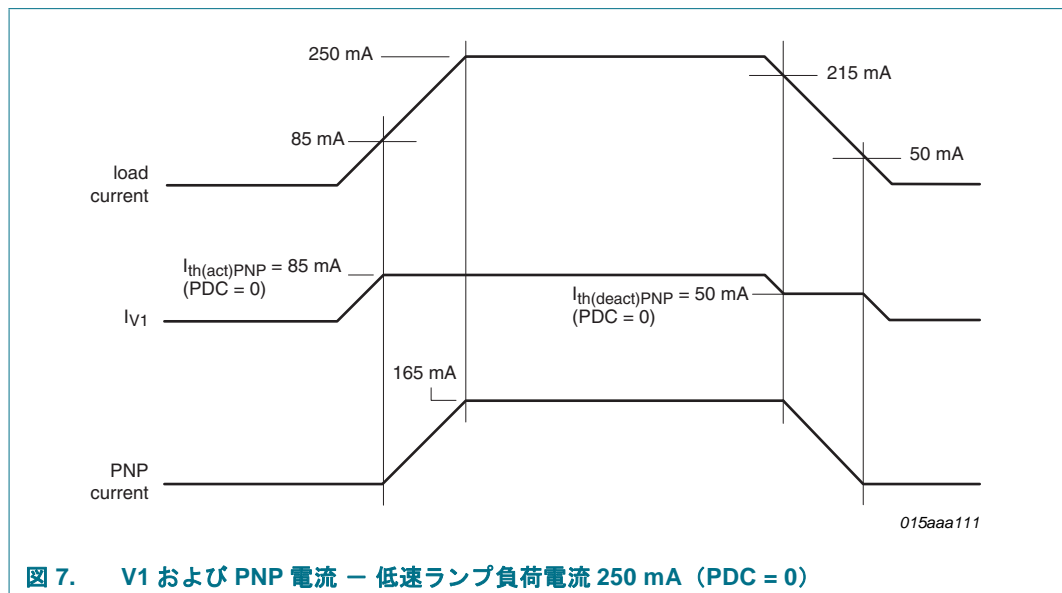 250 mA
215 mA
85 mA
50 mA
load
current
Ith(act)PNP = 85 mA
(PDC = 0)
Ith(deact)PNP = 50 mA
(PDC = 0)
IV1
165 mA
PNP
current
015aaa111
図 7. V1 および PNP 電流 － 低速ランプ負荷電流 250 mA（PDC = 0）